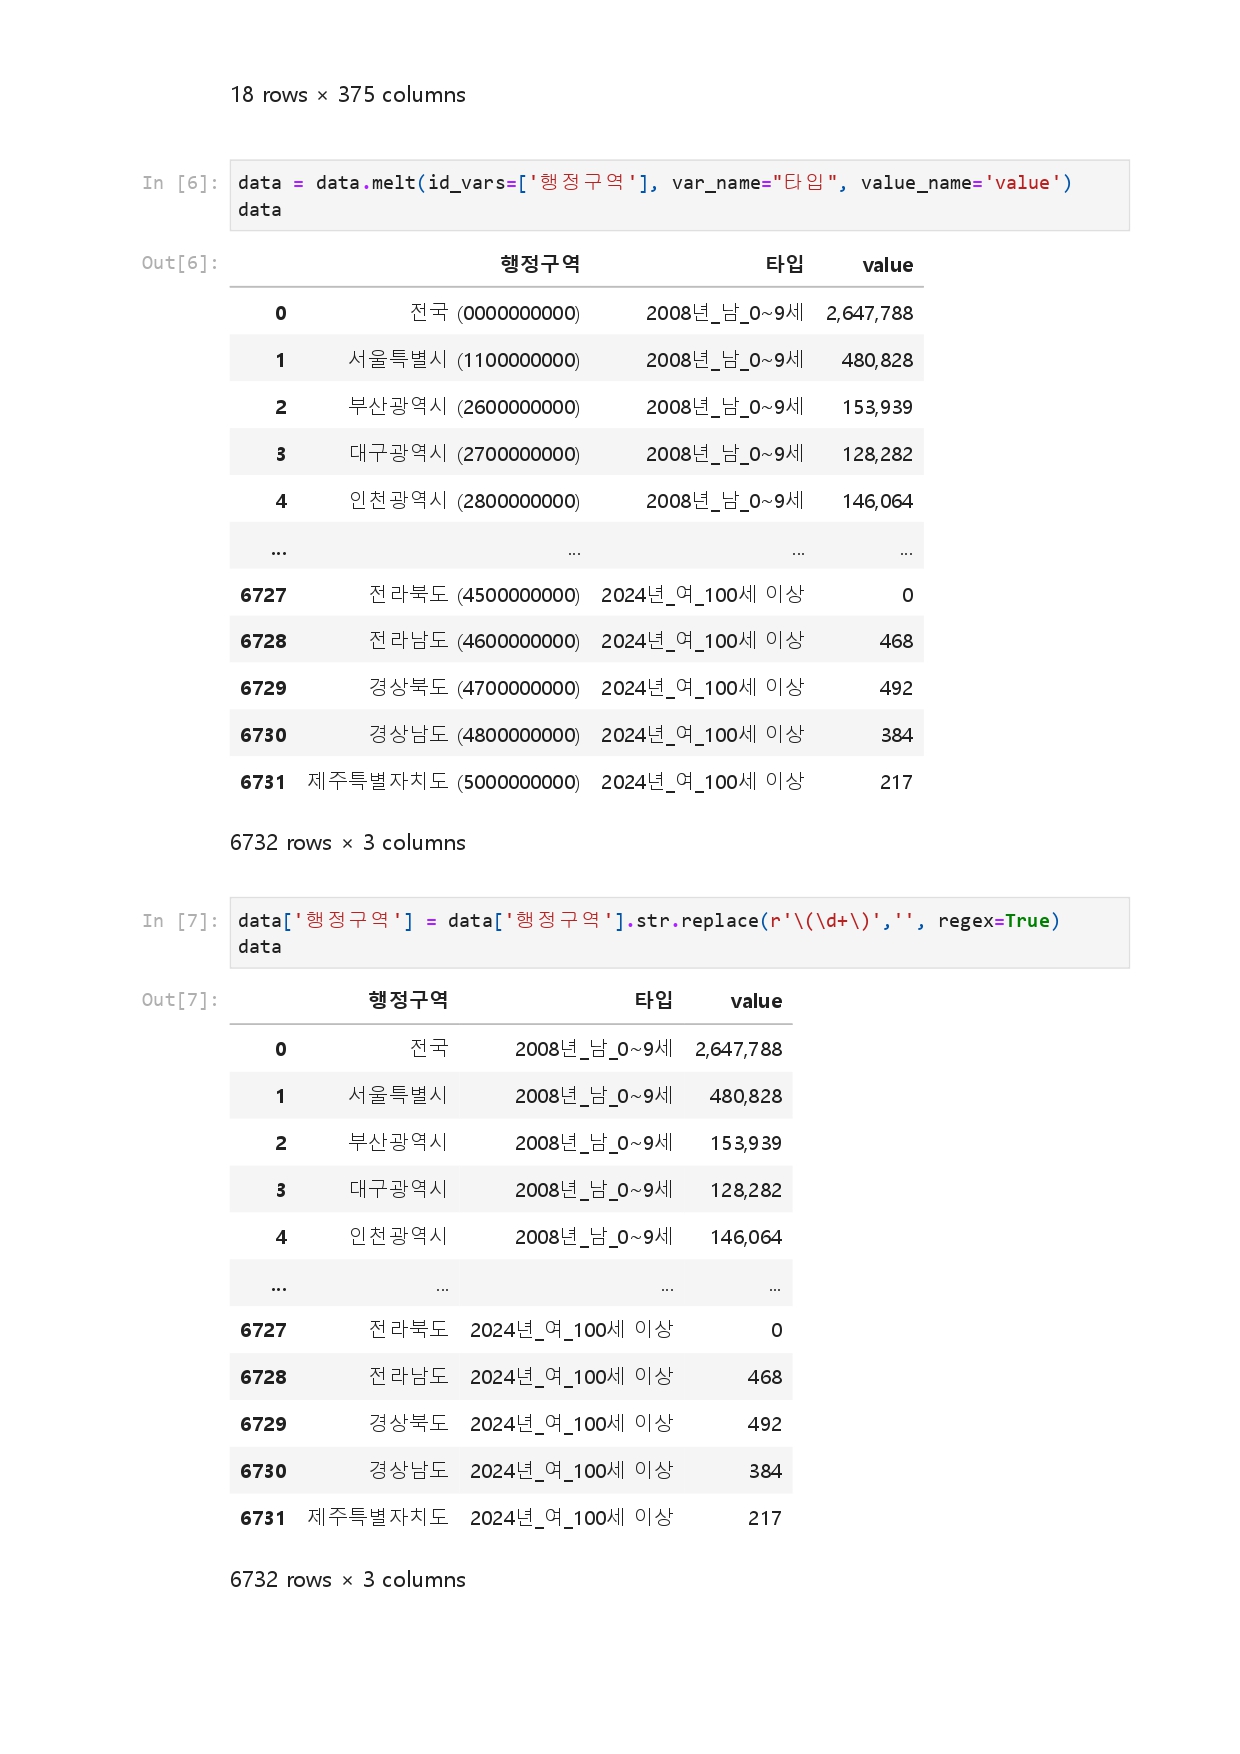 18 rows × 375 columns
In [6]: data = data.melt(id_vars=['행정구역'], var_name="타입", value_name='value')
data
Out[6]: 행정구역 타입 value
0 전국 (0000000000) 2008년_남_0~9세 2,647,788
1 서울특별시 (1100000000) 2008년_남_0~9세 480,828
2 부산광역시 (2600000000) 2008년_남_0~9세 153,939
3 대구광역시 (2700000000) 2008년_남_0~9세 128,282
4 인천광역시 (2800000000) 2008년_남_0~9세 146,064
... ... ... ...
6727 전라북도 (4500000000) 2024년_여_100세 이상 0
6728 전라남도 (4600000000) 2024년_여_100세 이상 468
6729 경상북도 (4700000000) 2024년_여_100세 이상 492
6730 경상남도 (4800000000) 2024년_여_100세 이상 384
6731 제주특별자치도 (5000000000) 2024년_여_100세 이상 217
6732 rows × 3 columns
In [7]: data['행정구역'] = data['행정구역'].str.replace(r'\(\d+\)','', regex=True)
data
Out[7]: 행정구역 타입 value
0 전국 2008년_남_0~9세 2,647,788
1 서울특별시 2008년_남_0~9세 480,828
2 부산광역시 2008년_남_0~9세 153,939
3 대구광역시 2008년_남_0~9세 128,282
4 인천광역시 2008년_남_0~9세 146,064
... ... ... ...
6727 전라북도 2024년_여_100세 이상 0
6728 전라남도 2024년_여_100세 이상 468
6729 경상북도 2024년_여_100세 이상 492
6730 경상남도 2024년_여_100세 이상 384
6731 제주특별자치도 2024년_여_100세 이상 217
6732 rows × 3 columns